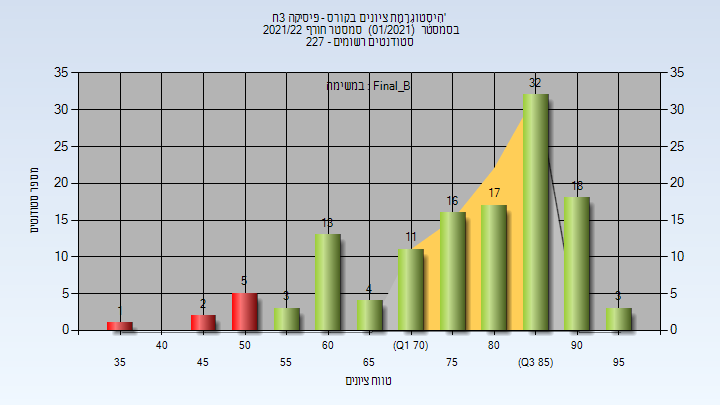 היסטוגרמת ציונים בקורס - פיסיקה 3ח'
בסמסטר (01/2021) סמסטר חורף 2021/22
סטודנטים רשומים - 227
במשימה : Final_B
מספר סטודנטים
35 30 25 20 15 10 5 0
35 30 25 20 15 10 5 0
1 2 5 3 13 4 11 16 17 32 18 3
35 40 45 50 55 60 65 (Q1 70) 75 80 (Q3 85) 90 95
טווח ציונים